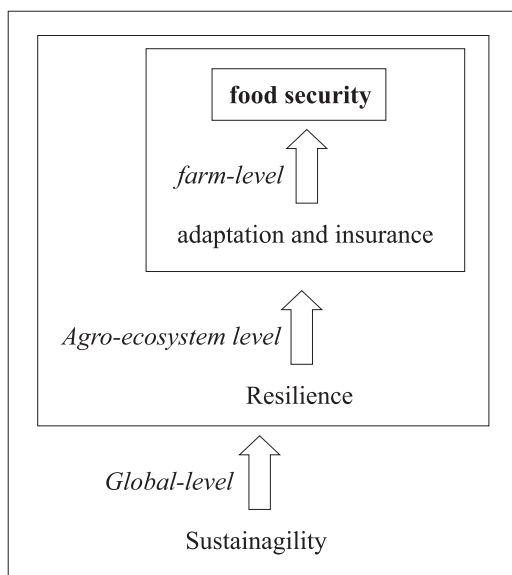 food security
farm-level
adaptation and insurance
Agro-ecosystem level
Resilience
Global-level
Sustainagility